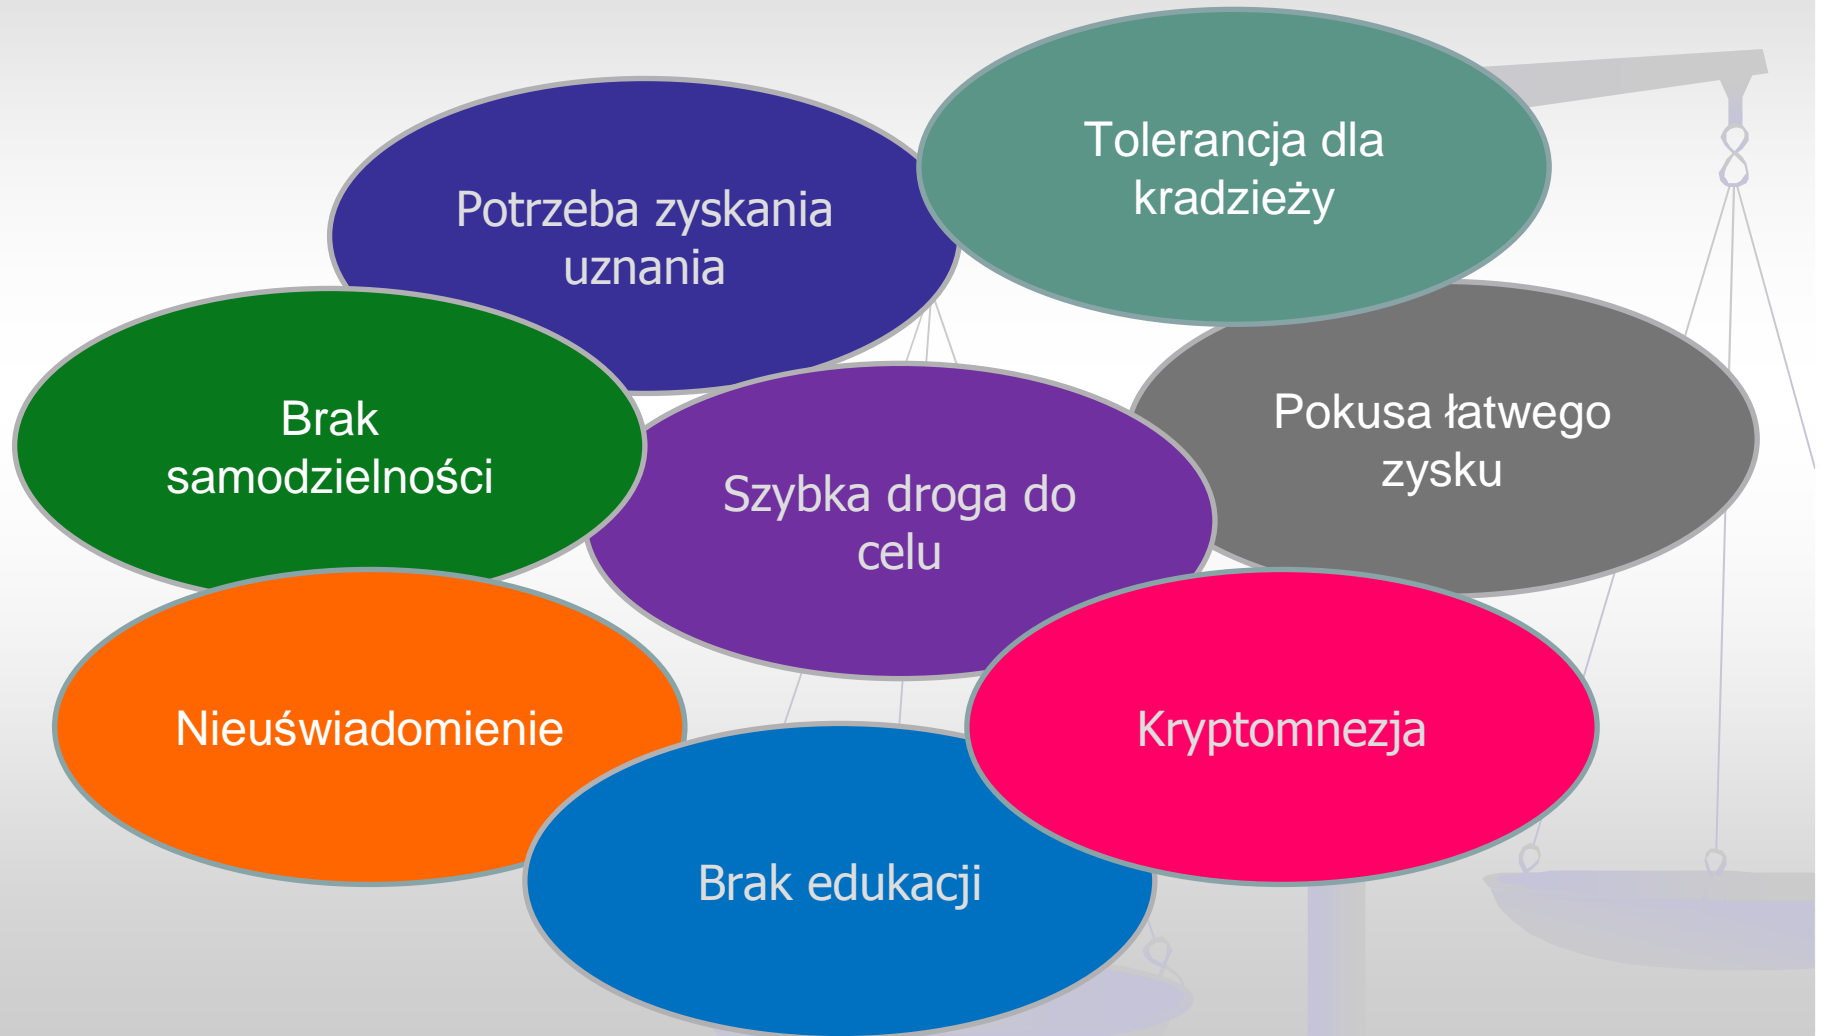 Tolerancja dla
kradzieży
Potrzeba zyskania
uznania
Brak
samodzielności
Pokusa łatwego
zysku
Szybka droga do
celu
Nieuświadomienie
Kryptomnezja
Brak edukacji